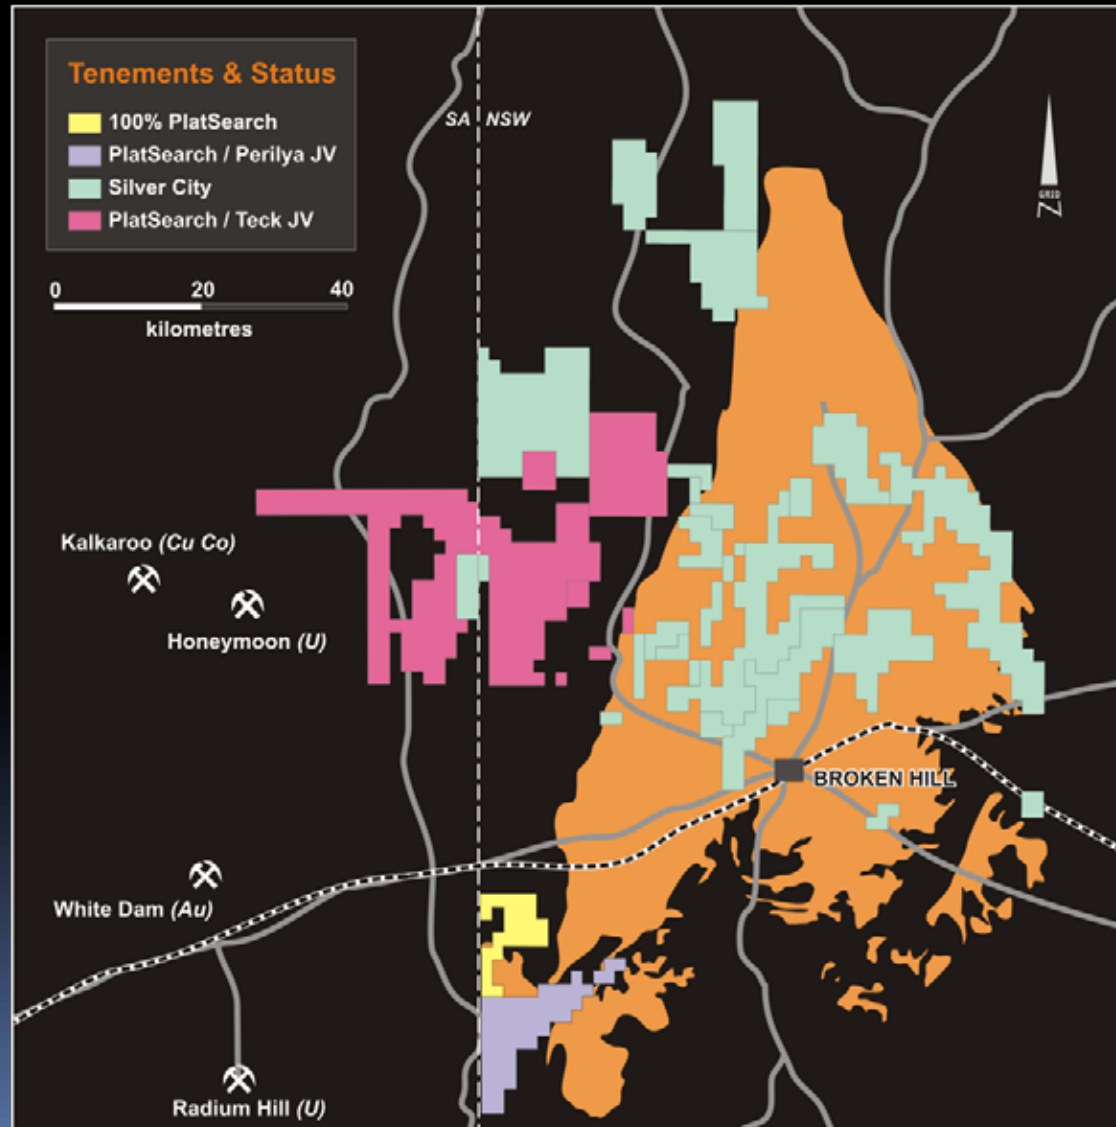 Tenements & Status
100% PlatSearch
PlatSearch / Perilya JV
Silver City
PlatSearch / Teck JV
SA NSW
GRID
N
0 20 40
kilometres
Kalkaroo (Cu Co)
Honeymoon (U)
BROKEN HILL
White Dam (Au)
Radium Hill (U)